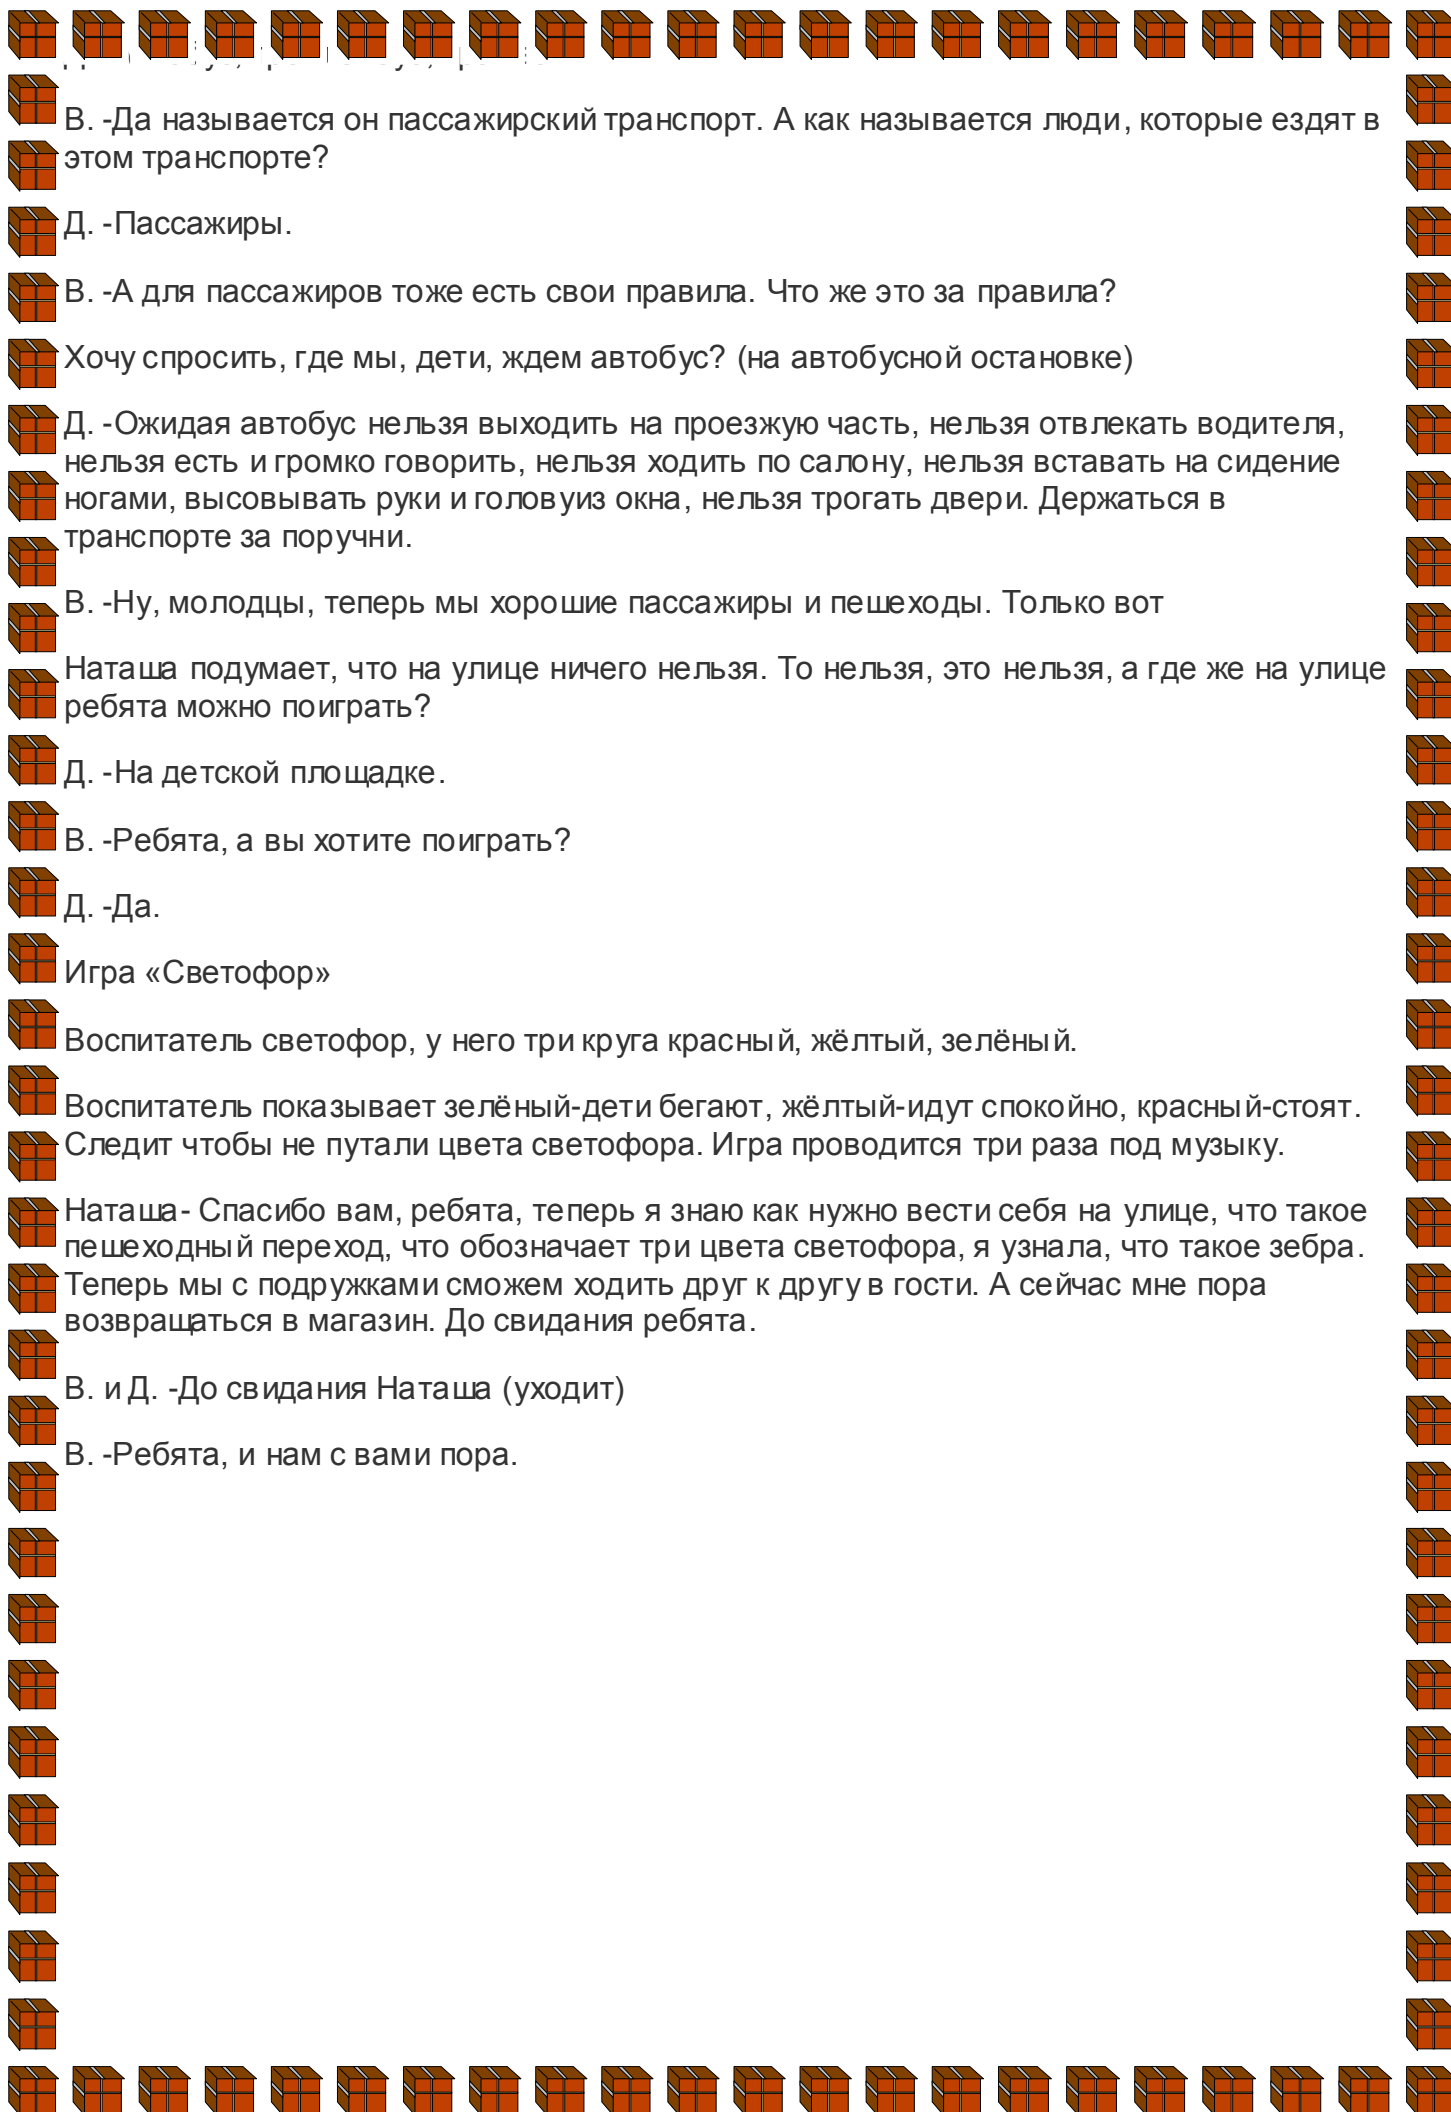 В. -Да называется он пассажирский транспорт. А как называется люди, которые ездят в
этом транспорте?
Д. -Пассажиры.
В. -А для пассажиров тоже есть свои правила. Что же это за правила?
Хочу спросить, где мы, дети, ждем автобус? (на автобусной остановке)
Д. -Ожидая автобус нельзя выходить на проезжую часть, нельзя отвлекать водителя,
нельзя есть и громко говорить, нельзя ходить по салону, нельзя вставать на сидение
ногами, высовывать руки и головуиз окна, нельзя трогать двери. Держаться в
транспорте за поручни.
В. -Ну, молодцы, теперь мы хорошие пассажиры и пешеходы. Только вот
Наташа подумает, что на улице ничего нельзя. То нельзя, это нельзя, а где же на улице
ребята можно поиграть?
Д. -На детской площадке.
В. -Ребята, а вы хотите поиграть?
Д. -Да.
Игра «Светофор»
Воспитатель светофор, у него три круга красный, жёлтый, зелёный.
Воспитатель показывает зелёный-дети бегают, жёлтый-идут спокойно, красный-стоят.
Следит чтобы не путали цвета светофора. Игра проводится три раза под музыку.
Наташа- Спасибо вам, ребята, теперь я знаю как нужно вести себя на улице, что такое
пешеходный переход, что обозначает три цвета светофора, я узнала, что такое зебра.
Теперь мы с подружками сможем ходить друг к другу в гости. А сейчас мне пора
возвращаться в магазин. До свидания ребята.
В. и Д. -До свидания Наташа (уходит)
В. -Ребята, и нам с вами пора.